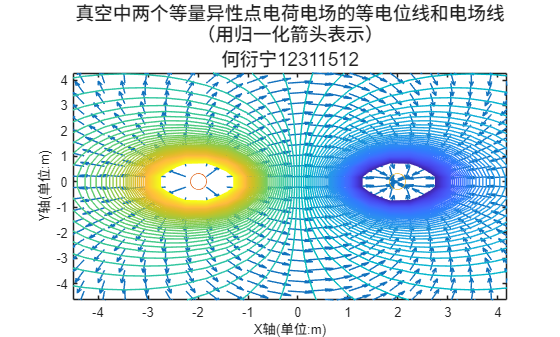 真空中两个等量异性点电荷电场的等电位线和电场线
（用归一化箭头表示）
何衍宁12311512
4
3
2
1
0
-1
-2
-3
-4
Y轴(单位:m)
-4 -3 -2 -1 0 1 2 3 4
X轴(单位:m)